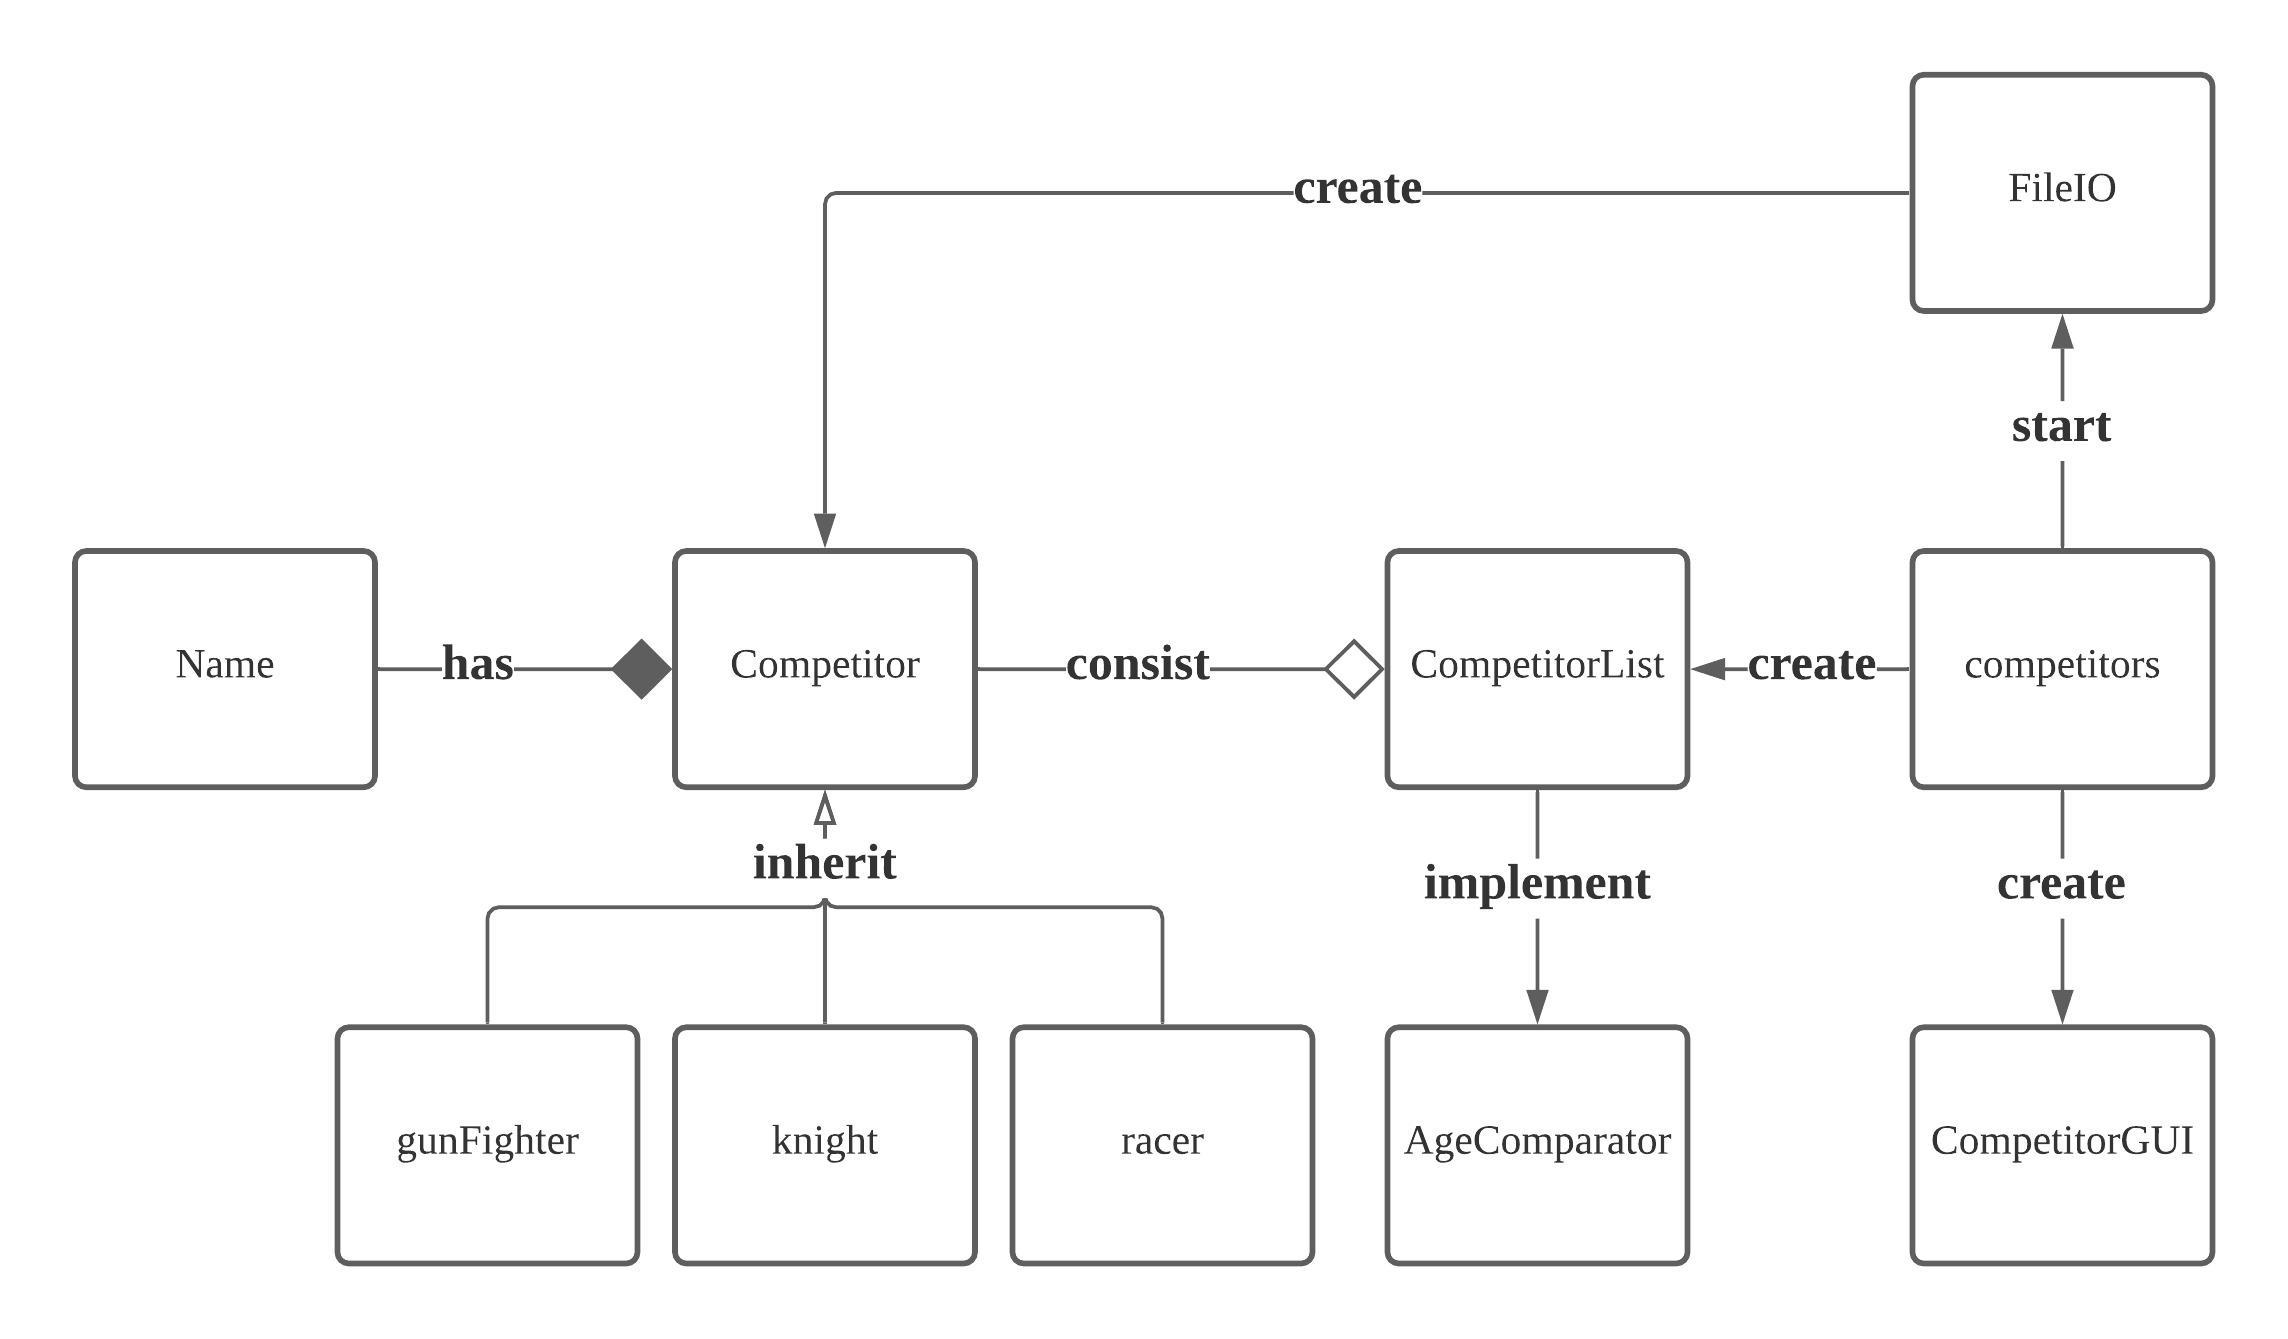 FileIO
create
start
Name
has
Competitor
consist
CompetitorList
create
competitors
inherit
implement
create
gunFighter
knight
racer
AgeComparator
CompetitorGUI